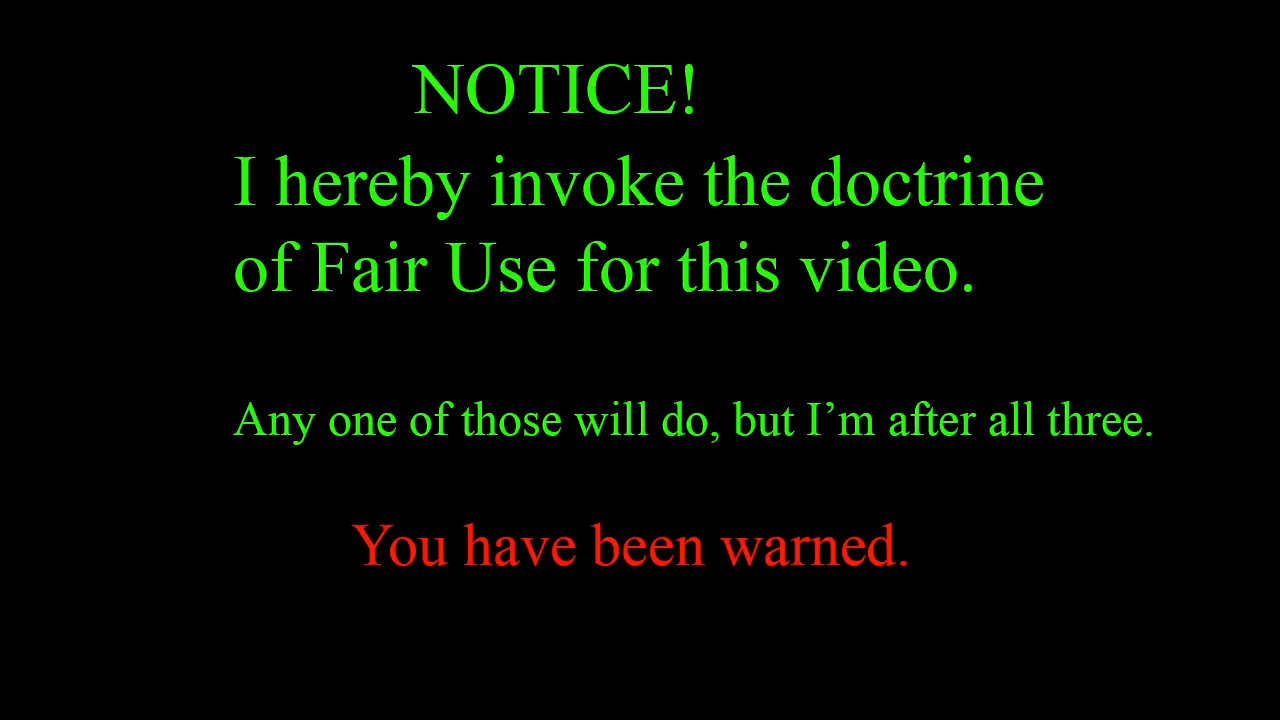 NOTICE!
I hereby invoke the doctrine
of Fair Use for this video.
Any one of those will do, but I’m after all three.
You have been warned.